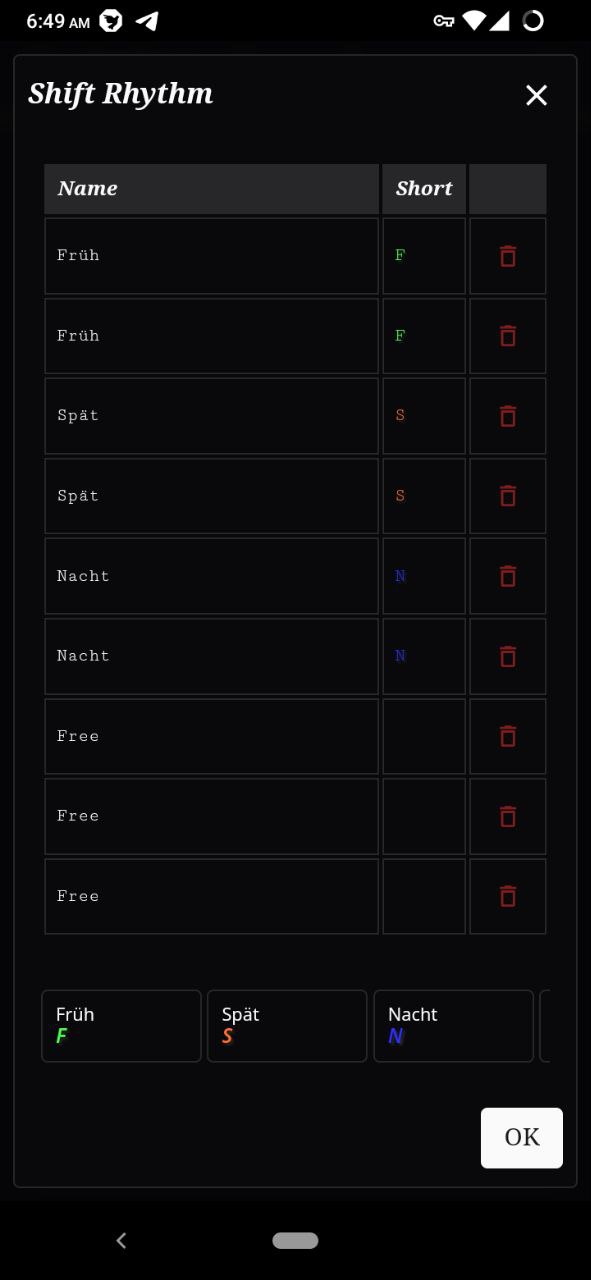 6:49 AM
Shift Rhythm
Name Short
Früh F
Früh F
Spät S
Spät S
Nacht N
Nacht N
Free
Free
Free
Früh Spät Nacht
F S N
OK